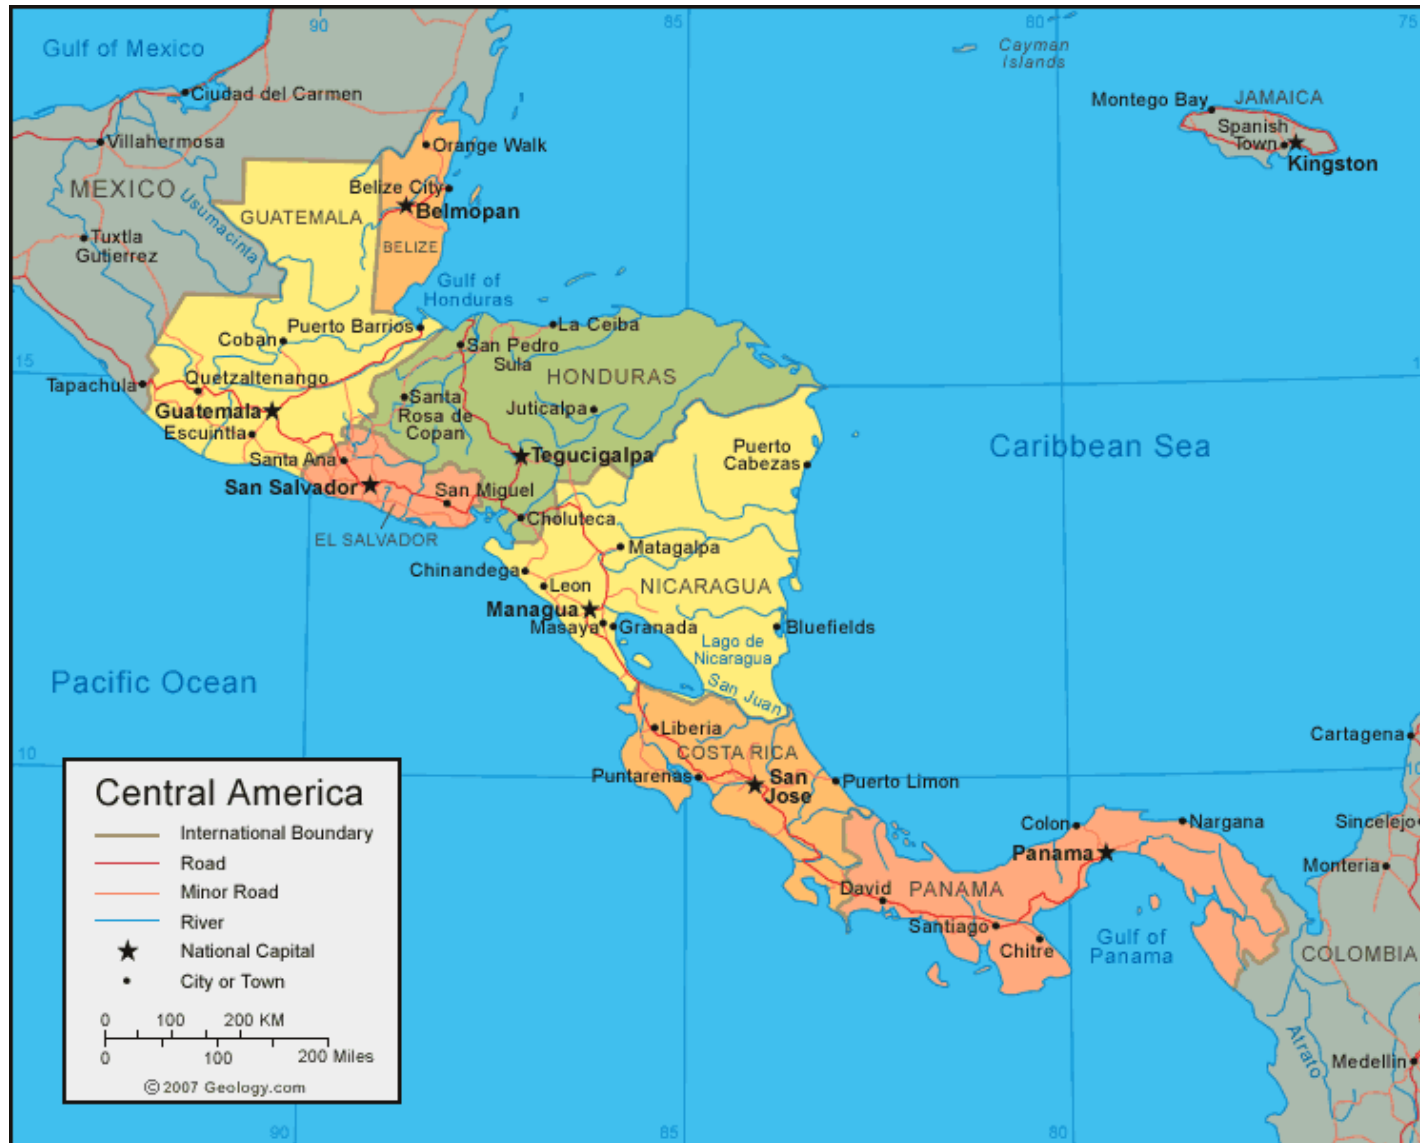 90
85
80
75
Gulf of Mexico
Cayman
islands
Ciudad del Carmen
Montego Bay
JAMAICA
Spanish
Town
Kingston
Villahermosa
Orange Walk
MEXICO
Usumacinta
Belize City
GUATEMALA
Belmopan
BELIZE
Tuxtla
Gutierrez
Gulf of
Honduras
Puerto Barrios
La Ceiba
Coban
San Pedro
Sula
15
1
Tapachula
Quetzaltenango
HONDURAS
Guatemala
Santa
Rosa de
Copan
Juticalpa
Escuintla
Santa Ana
Tegucigalpa
Puerto
Cabezas
Caribbean Sea
San Salvador
San Miguel
Choluteca
EL SALVADOR
Matagalpa
Chinandega
Leon
NICARAGUA
Managua
Masaya
Granada
Bluefields
Lago de
Nicaragua
San Juan
Pacific Ocean
Liberia
Cartagena
10
COSTA RICA
10
Puntarenas
San
Jose
Puerto Limon
Colon
Nargana
Sincelejo
Panama
Monteria
David
PANAMA
Santiago
Chitre
Gulf of
Panama
COLOMBIA
Atrato
Medellin
Central America
International Boundary
Road
Minor Road
River
National Capital
City or Town
0 100 200 KM
0 100 200 Miles
© 2007 Geology.com
90
85
80